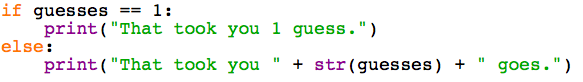 if guesses == 1:
    print("That took you 1 guess.")
else:
    print("That took you " + str(guesses) + " goes.")